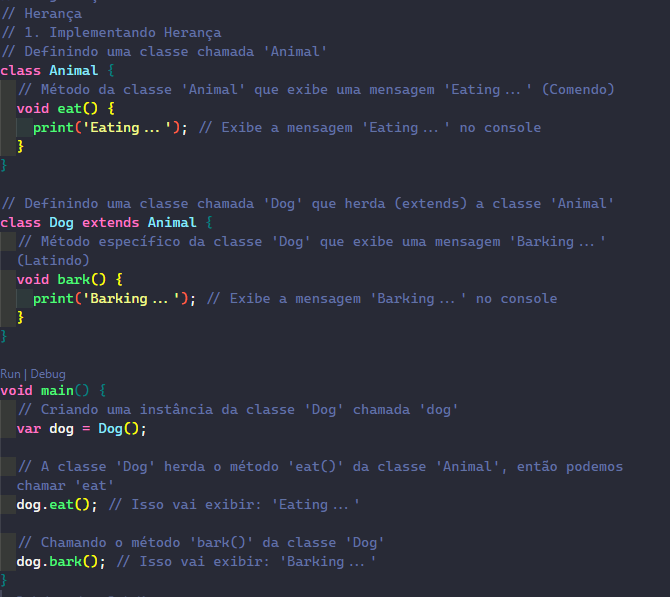 // Herança
// 1. Implementando Herança
// Definindo uma classe chamada 'Animal'
class Animal {
  // Método da classe 'Animal' que exibe uma mensagem 'Eating...' (Comendo)
  void eat() {
    print('Eating...'); // Exibe a mensagem 'Eating...' no console
  }
}

// Definindo uma classe chamada 'Dog' que herda (extends) a classe 'Animal'
class Dog extends Animal {
  // Método específico da classe 'Dog' que exibe uma mensagem 'Barking...'
  (Latindo)
  void bark() {
    print('Barking...'); // Exibe a mensagem 'Barking...' no console
  }
}

Run | Debug
void main() {
  // Criando uma instância da classe 'Dog' chamada 'dog'
  var dog = Dog();

  // A classe 'Dog' herda o método 'eat()' da classe 'Animal', então podemos
  chamar 'eat'
  dog.eat(); // Isso vai exibir: 'Eating...'

  // Chamando o método 'bark()' da classe 'Dog'
  dog.bark(); // Isso vai exibir: 'Barking...'
}